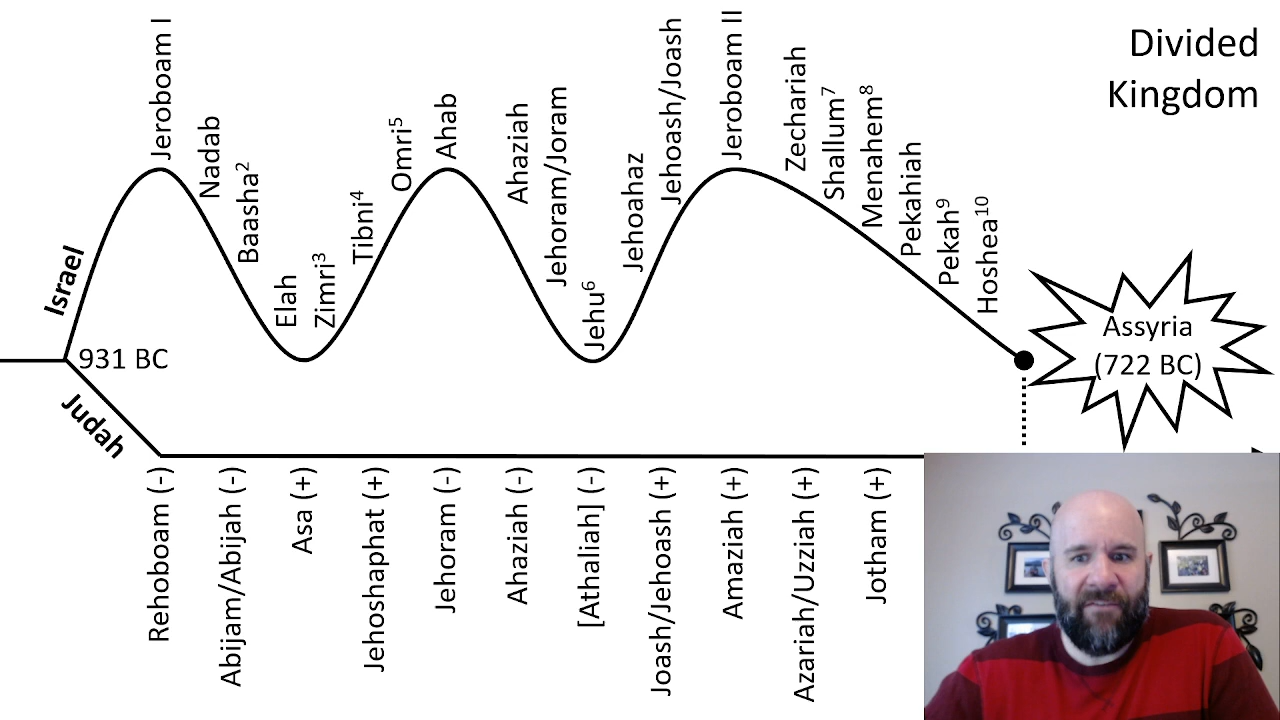 Divided
Kingdom
Israel
Jeroboam I
Nadab
Baasha²
Elah
Zimri³
Tibni⁴
Omri⁵
Ahab
Ahaziah
Jehoram/Joram
Jehu⁶
Jehoahaz
Jehoash/Joash
Jeroboam II
Zechariah
Shallum⁷
Menahem⁸
Pekahiah
Pekah⁹
Hoshea¹⁰
Assyria
(722 BC)
931 BC
Judah
Rehoboam (-)
Abijam/Abijah (-)
Asa (+)
Jehoshaphat (+)
Jehoram (-)
Ahaziah (-)
[Athaliah] (-)
Joash/Jehoash (+)
Amaziah (+)
Azariah/Uzziah (+)
Jotham (+)